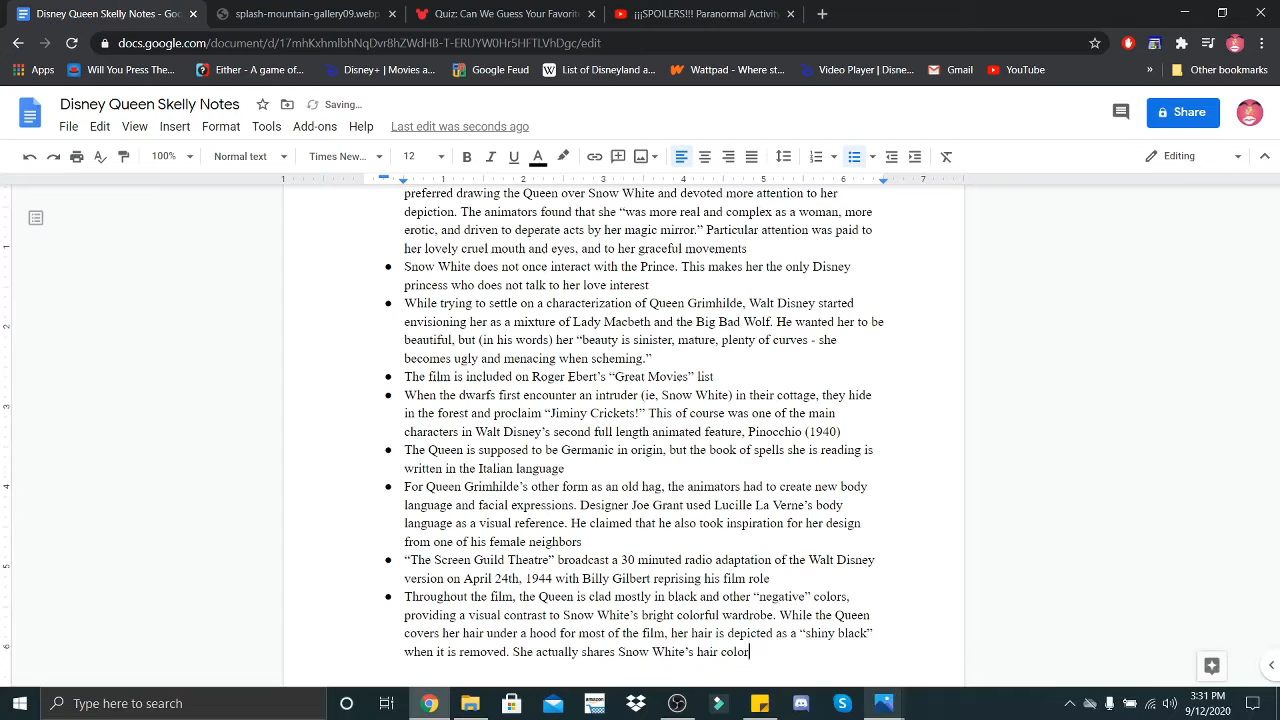 Disney Queen Skelly Notes - Goo
splash-mountain-gallery09.webp
Quiz: Can We Guess Your Favorit
¡¡¡SPOILERS!!! Paranormal Activity
docs.google.com/document/d/17mhKxhmlbhNqDvr8hZWdHB-T-ERUYW0Hr5HFTLVhDgc/edit
Apps
Will You Press The...
Either - A game of...
Disney+ | Movies a...
Google Feud
List of Disneyland a...
Wattpad - Where st...
Video Player | Disne...
Gmail
YouTube
»
Other bookmarks
Disney Queen Skelly Notes
Saving...
File Edit View Insert Format Tools Add-ons Help Last edit was seconds ago
Share
100% Normal text Times New... 12 B I U A Editing
1 1 2 3 4 5 6 7
preferred drawing the Queen over Snow White and devoted more attention to her
depiction. The animators found that she “was more real and complex as a woman, more
erotic, and driven to deperate acts by her magic mirror.” Particular attention was paid to
her lovely cruel mouth and eyes, and to her graceful movements
● Snow White does not once interact with the Prince. This makes her the only Disney
princess who does not talk to her love interest
● While trying to settle on a characterization of Queen Grimhilde, Walt Disney started
envisioning her as a mixture of Lady Macbeth and the Big Bad Wolf. He wanted her to be
beautiful, but (in his words) her “beauty is sinister, mature, plenty of curves - she
becomes ugly and menacing when scheming.”
● The film is included on Roger Ebert’s “Great Movies” list
● When the dwarfs first encounter an intruder (ie, Snow White) in their cottage, they hide
in the forest and proclaim “Jiminy Crickets!” This of course was one of the main
characters in Walt Disney’s second full length animated feature, Pinocchio (1940)
● The Queen is supposed to be Germanic in origin, but the book of spells she is reading is
written in the Italian language
● For Queen Grimhilde’s other form as an old hag, the animators had to create new body
language and facial expressions. Designer Joe Grant used Lucille La Verne’s body
language as a visual reference. He claimed that he also took inspiration for her design
from one of his female neighbors
● “The Screen Guild Theatre” broadcast a 30 minuted radio adaptation of the Walt Disney
version on April 24th, 1944 with Billy Gilbert reprising his film role
● Throughout the film, the Queen is clad mostly in black and other “negative” colors,
providing a visual contrast to Snow White’s bright colorful wardrobe. While the Queen
covers her hair under a hood for most of the film, her hair is depicted as a “shiny black”
when it is removed. She actually shares Snow White’s hair color
1
2
3
4
5
6
Type here to search
amazon
3:31 PM
9/12/2020